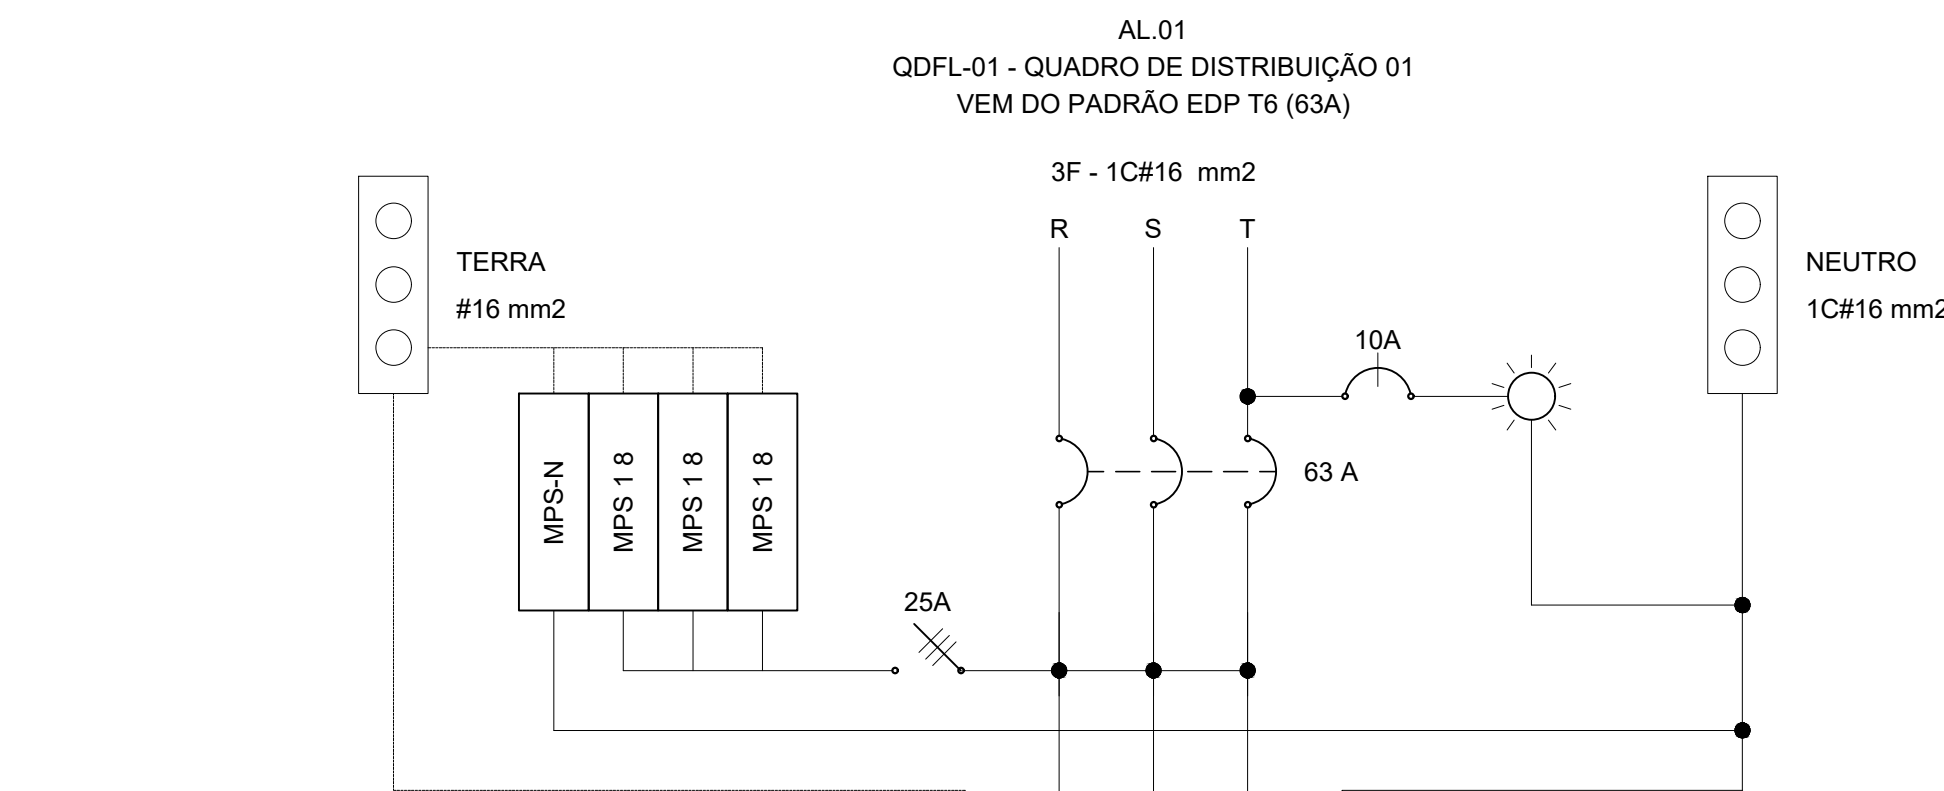 AL.01
QDFL-01 - QUADRO DE DISTRIBUIÇÃO 01
VEM DO PADRÃO EDP T6 (63A)
3F - 1C#16 mm2
R S T
TERRA
#16 mm2
NEUTRO
1C#16 mm2
10A
63 A
MPS-N
MPS 1 8
MPS 1 8
MPS 1 8
25A